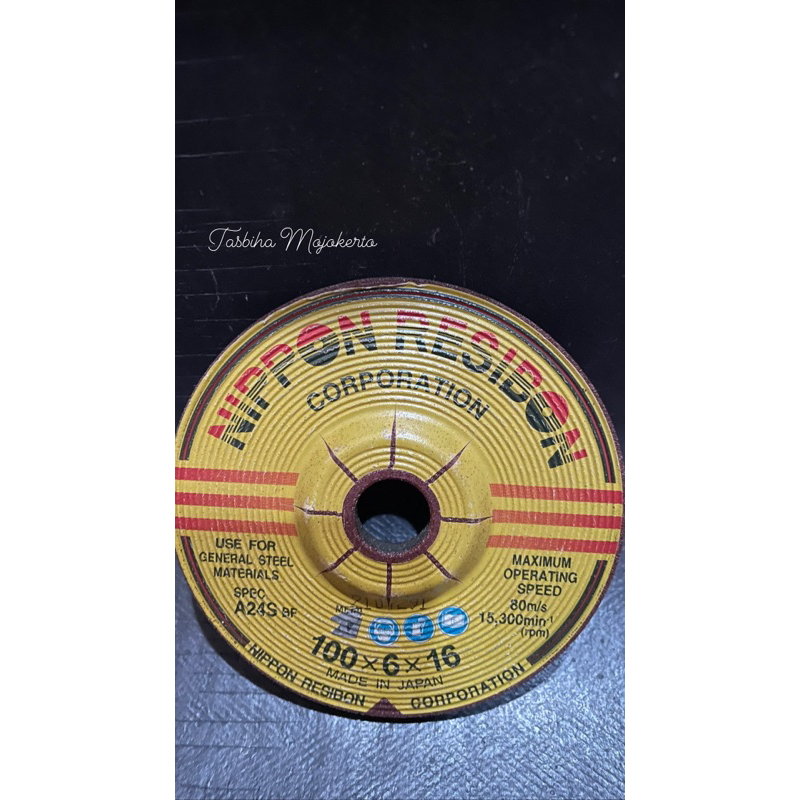 Tasbiha Mojokerto
NIPPON RESIBON
CORPORATION
USE FOR
GENERAL STEEL
MATERIALS
SPEC
A24S BF
MAXIMUM
OPERATING
SPEED
80m/s
15,300min-1
(rpm)
100×6×16
MADE IN JAPAN
NIPPON RESIBON CORPORATION